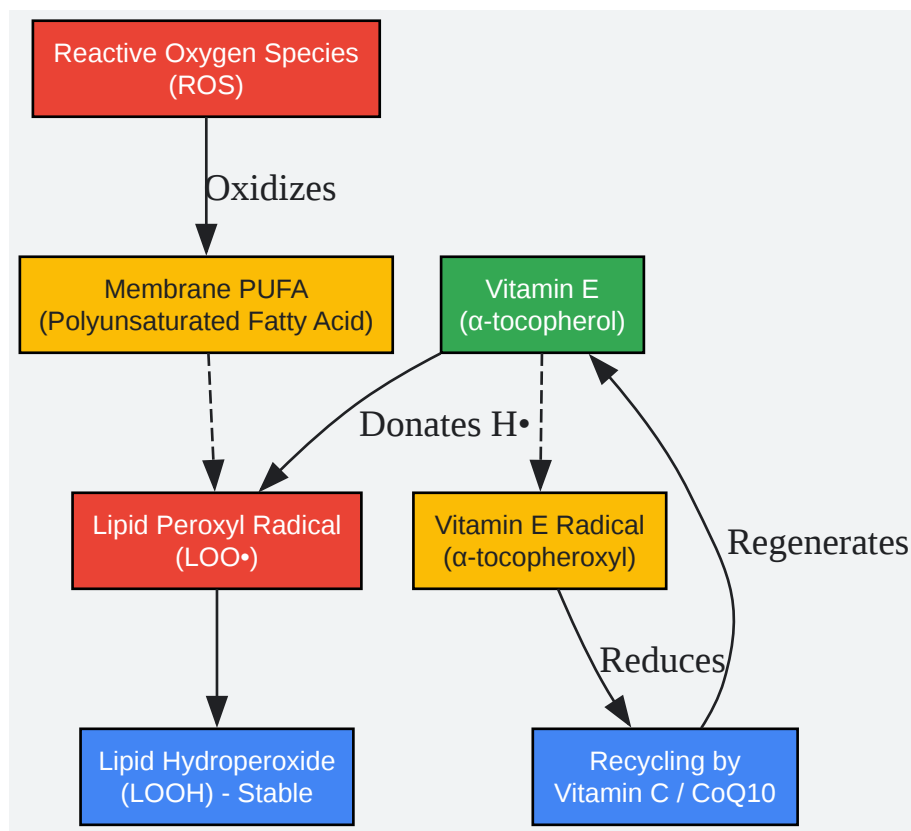 Reactive Oxygen Species
(ROS)
Oxidizes
Membrane PUFA
(Polyunsaturated Fatty Acid)
Vitamin E
(α-tocopherol)
Donates H•
Lipid Peroxyl Radical
(LOO•)
Vitamin E Radical
(α-tocopheroxyl)
Regenerates
Reduces
Lipid Hydroperoxide
(LOOH) - Stable
Recycling by
Vitamin C / CoQ10